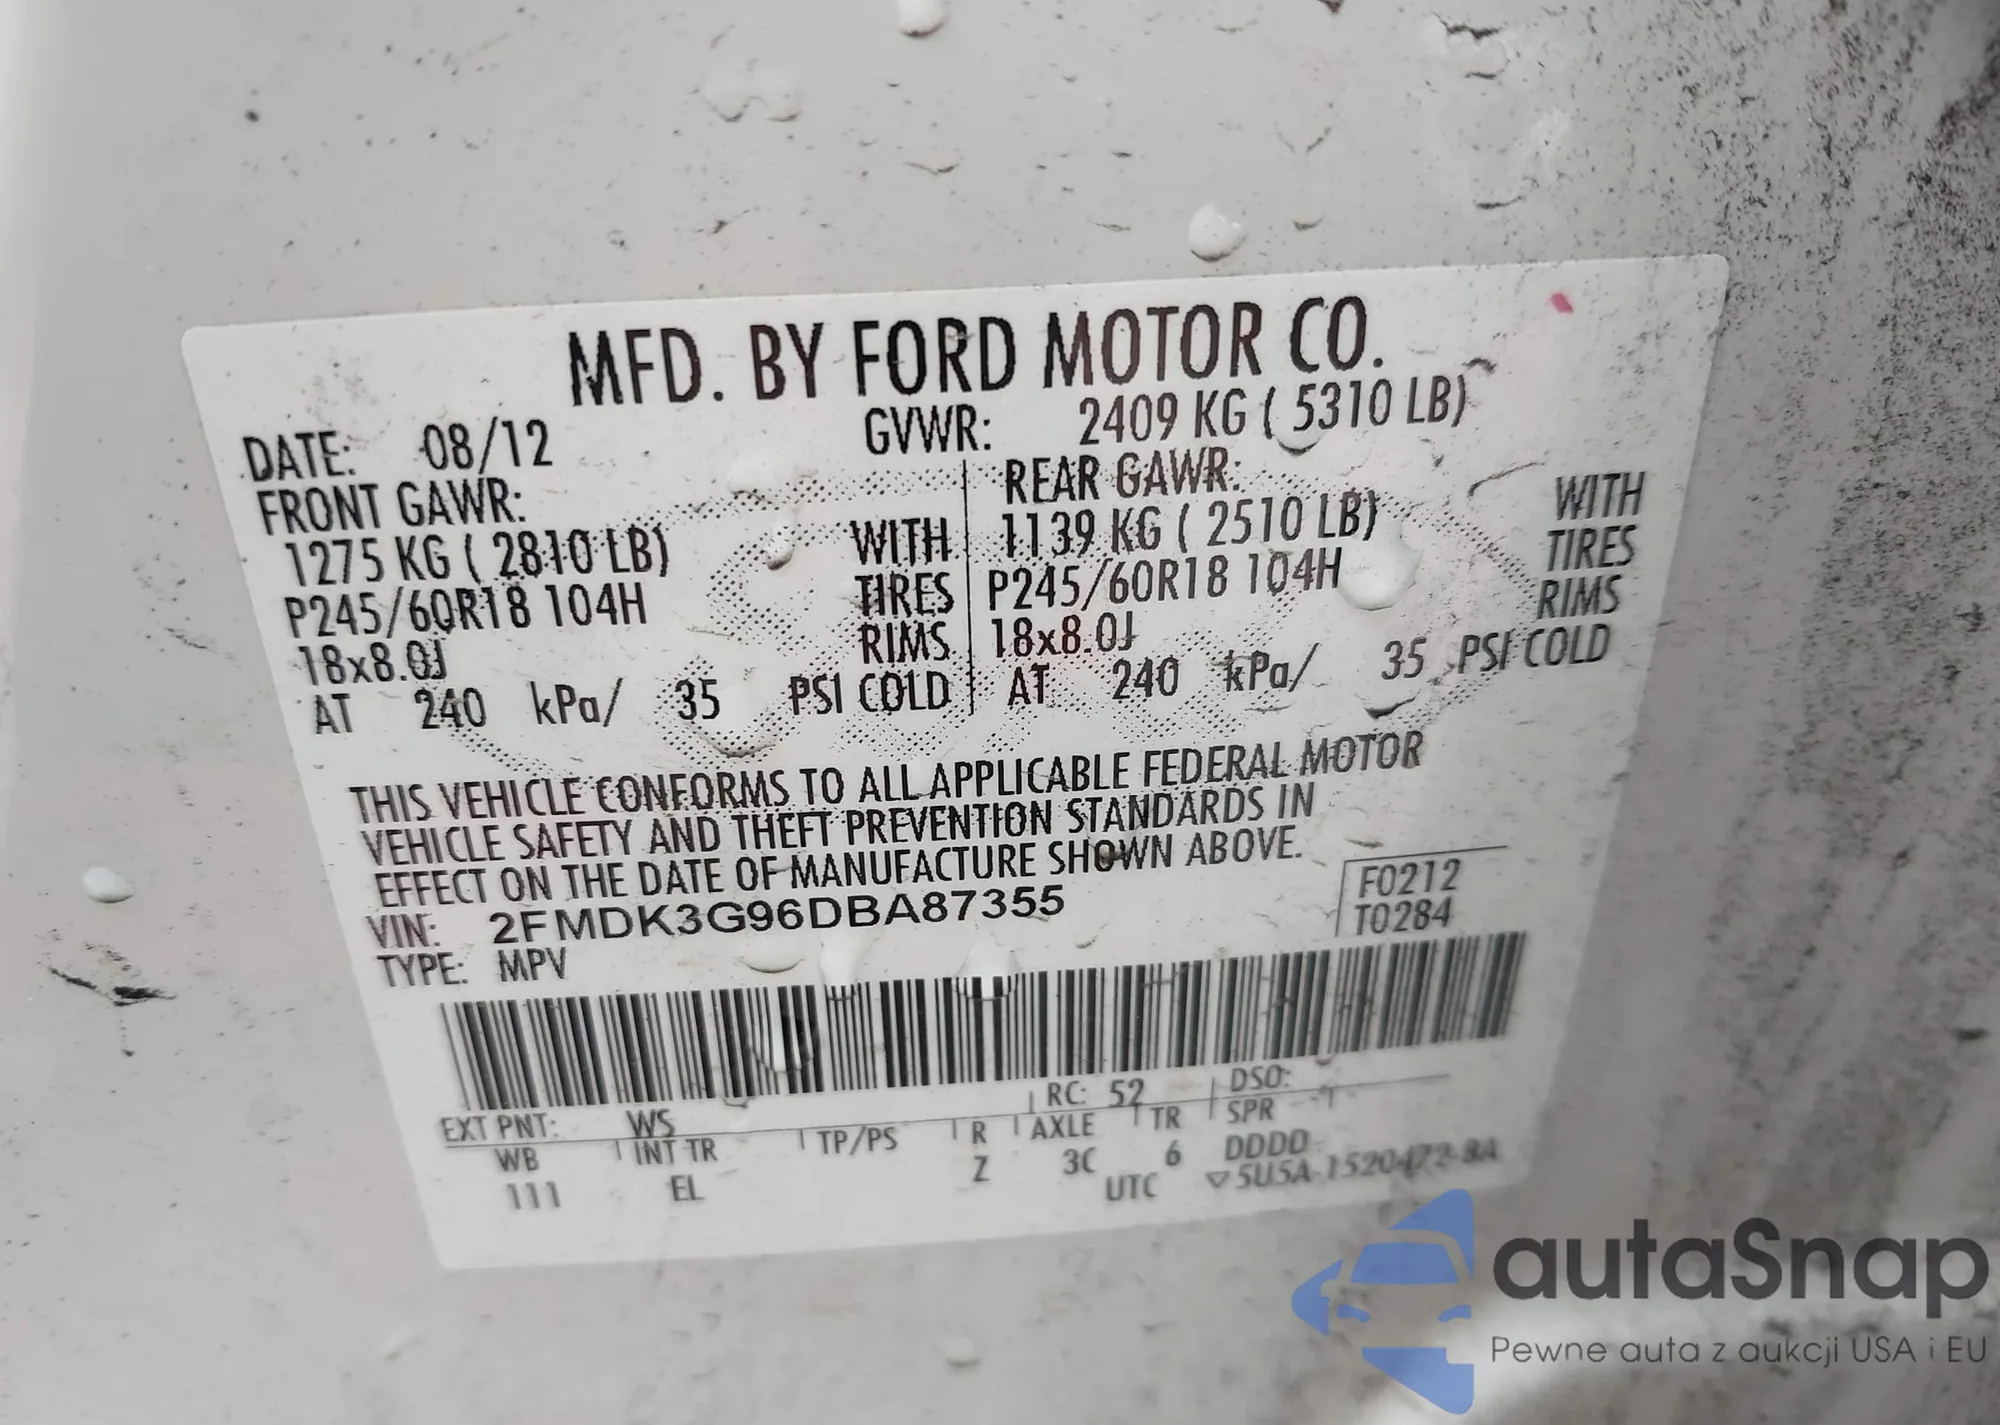 MFD. BY FORD MOTOR CO.
DATE: 08/12 GVWR: 2409 KG ( 5310 LB)
FRONT GAWR: REAR GAWR:
1275 KG ( 2810 LB) WITH 1139 KG ( 2510 LB) WITH
P245/60R18 104H TIRES P245/60R18 104H TIRES
18x8.0J RIMS 18x8.0J RIMS
AT 240 kPa/ 35 PSI COLD AT 240 kPa/ 35 PSI COLD
THIS VEHICLE CONFORMS TO ALL APPLICABLE FEDERAL MOTOR
VEHICLE SAFETY AND THEFT PREVENTION STANDARDS IN
EFFECT ON THE DATE OF MANUFACTURE SHOWN ABOVE.
VIN: 2FMDK3G96DBA87355 F0212
TYPE: MPV T0284
EXT PNT: WS RC: 52 DSO:
WB INT TR TP/PS R AXLE TR SPR
111 EL Z 3C 6 DDDD
UTC ▽5U5A-1520472-BA
autaSnap
Pewne auta z aukcji USA i EU